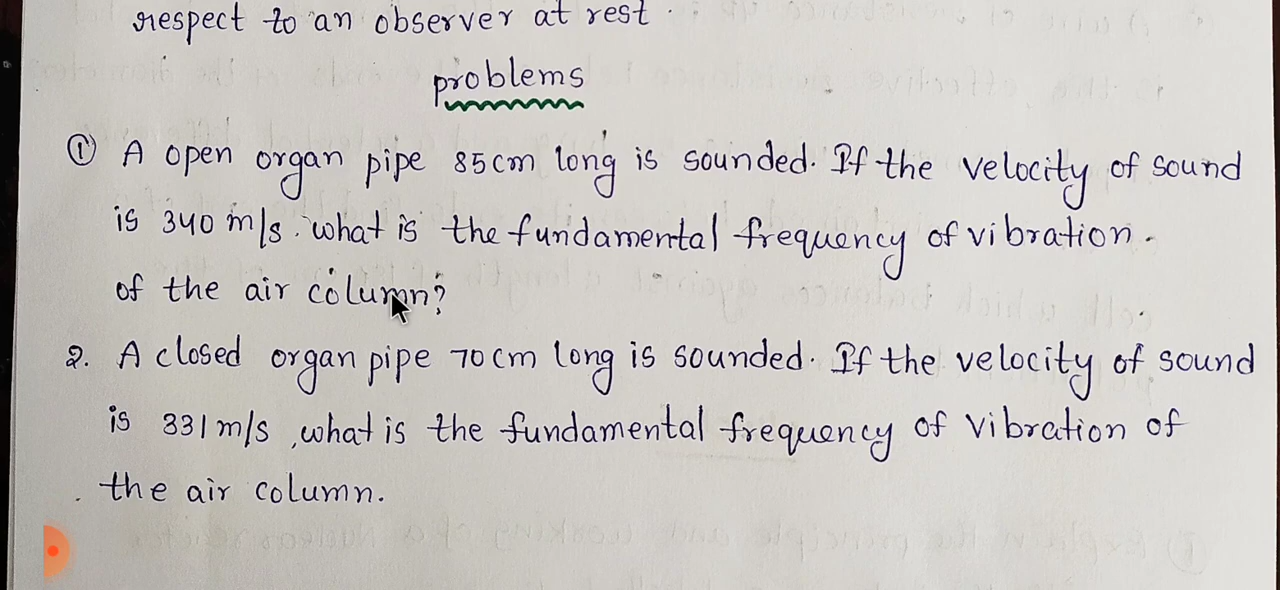 respect to an observer at rest.
problems
① A open organ pipe 85cm long is sounded. If the velocity of sound
is 340 m/s. what is the fundamental frequency of vibration.
of the air column?
2. A closed organ pipe 70cm long is sounded. If the velocity of sound
is 331 m/s, what is the fundamental frequency of vibration of
the air column.